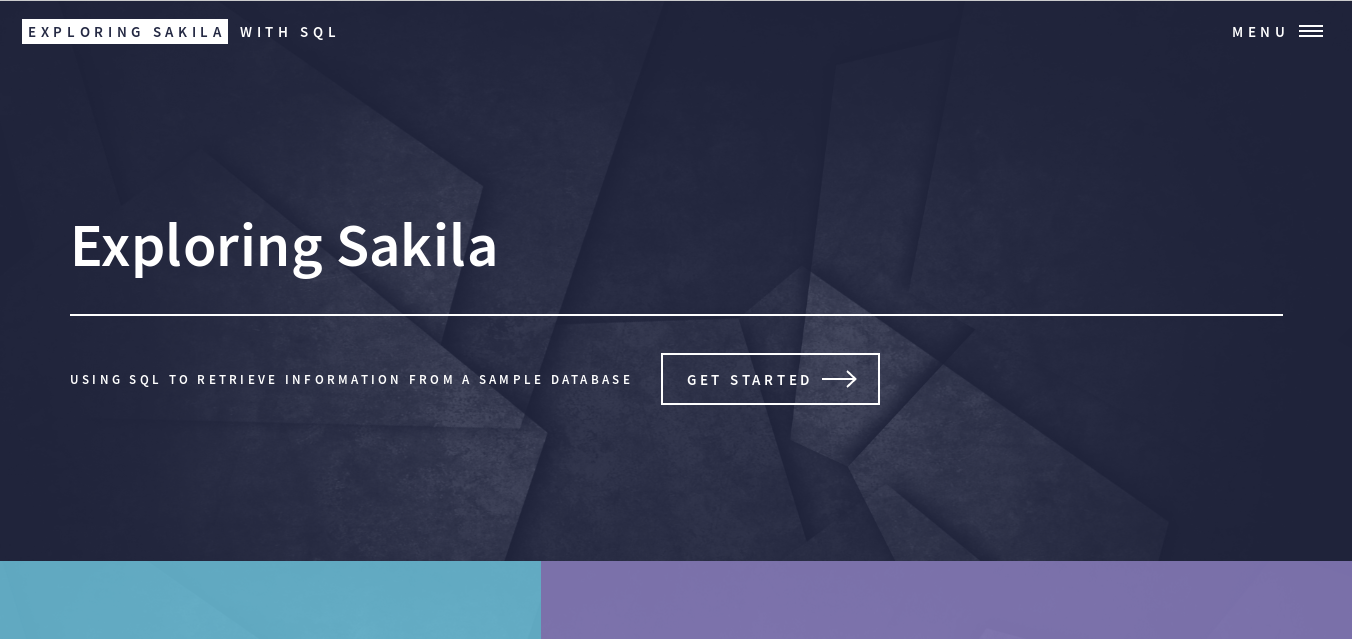 EXPLORING SAKILA WITH SQL
MENU
Exploring Sakila
USING SQL TO RETRIEVE INFORMATION FROM A SAMPLE DATABASE
GET STARTED